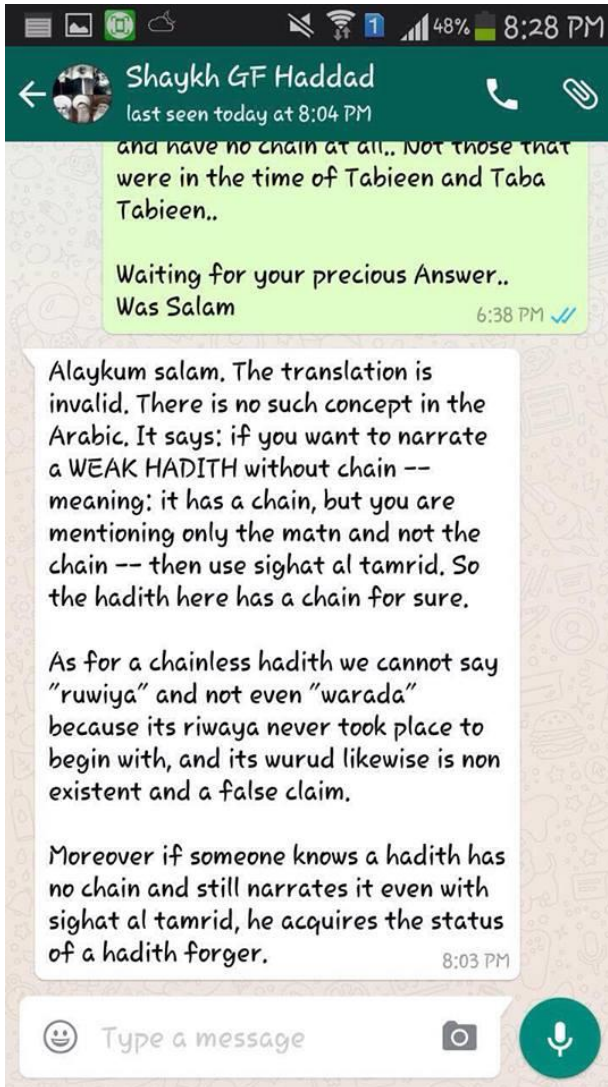 1 48% 8:28 PM
Shaykh GF Haddad
last seen today at 8:04 PM
and have no chain at all.. Not those that
were in the time of Tabieen and Taba
Tabieen..
Waiting for your precious Answer..
Was Salam
6:38 PM
Alaykum salam. The translation is
invalid. There is no such concept in the
Arabic. It says: if you want to narrate
a WEAK HADITH without chain --
meaning: it has a chain, but you are
mentioning only the matn and not the
chain -- then use sighat al tamrid. So
the hadith here has a chain for sure.
As for a chainless hadith we cannot say
"ruwiya" and not even "warada"
because its riwaya never took place to
begin with, and its wurud likewise is non
existent and a false claim.
Moreover if someone knows a hadith has
no chain and still narrates it even with
sighat al tamrid, he acquires the status
of a hadith forger.
8:03 PM
Type a message